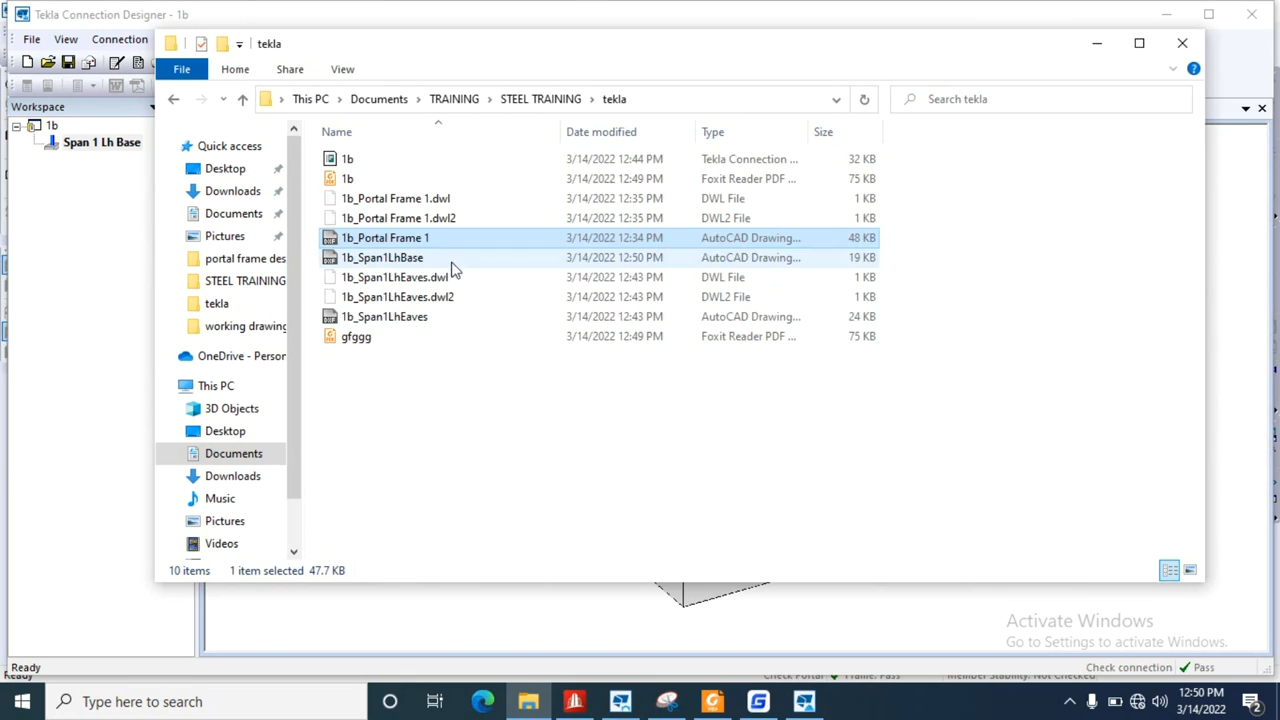 Tekla Connection Designer - 1b
File View Connection
Workspace
1b
Span 1 Lh Base
tekla
File Home Share View
This PC > Documents > TRAINING > STEEL TRAINING > tekla
Search tekla
Quick access
Desktop
Downloads
Documents
Pictures
portal frame des
STEEL TRAINING
tekla
working drawing
OneDrive - Person
This PC
3D Objects
Desktop
Documents
Downloads
Music
Pictures
Videos
Name Date modified Type Size
1b 3/14/2022 12:44 PM Tekla Connection ... 32 KB
1b 3/14/2022 12:49 PM Foxit Reader PDF ... 75 KB
1b_Portal Frame 1.dwl 3/14/2022 12:35 PM DWL File 1 KB
1b_Portal Frame 1.dwl2 3/14/2022 12:35 PM DWL2 File 1 KB
1b_Portal Frame 1 3/14/2022 12:34 PM AutoCAD Drawing... 48 KB
1b_Span1LhBase 3/14/2022 12:50 PM AutoCAD Drawing... 19 KB
1b_Span1LhEaves.dwl 3/14/2022 12:43 PM DWL File 1 KB
1b_Span1LhEaves.dwl2 3/14/2022 12:43 PM DWL2 File 1 KB
1b_Span1LhEaves 3/14/2022 12:43 PM AutoCAD Drawing... 24 KB
gfggg 3/14/2022 12:49 PM Foxit Reader PDF ... 75 KB
10 items 1 item selected 47.7 KB
Activate Windows
Go to Settings to activate Windows.
Ready Check connection Pass
Type here to search
12:50 PM
3/14/2022
2